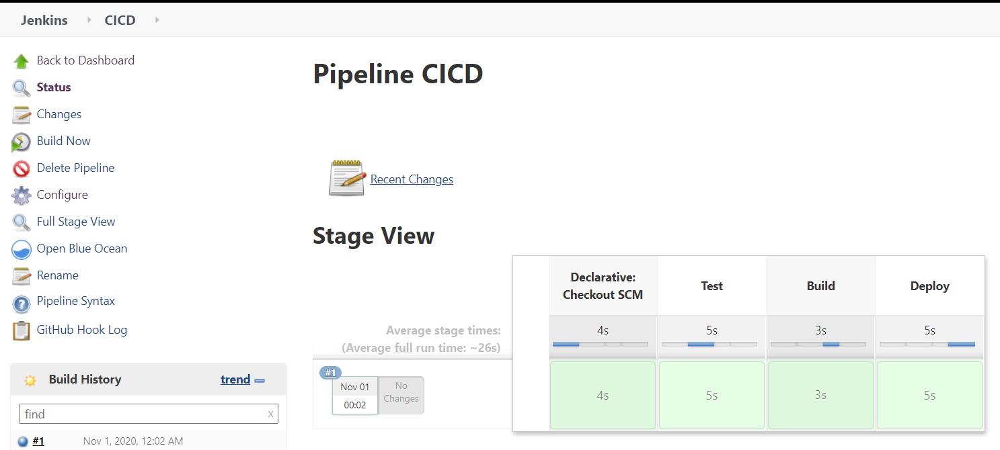 Jenkins CICD
Back to Dashboard
Status
Changes
Build Now
Delete Pipeline
Configure
Full Stage View
Open Blue Ocean
Rename
Pipeline Syntax
GitHub Hook Log
Build History trend
find x
#1 Nov 1, 2020, 12:02 AM
Pipeline CICD
Recent Changes
Stage View
Declarative:
Checkout SCM
Test
Build
Deploy
Average stage times:
(Average full run time: ~26s)
4s 5s 3s 5s
#1
Nov 01
00:02
No
Changes
4s 5s 3s 5s